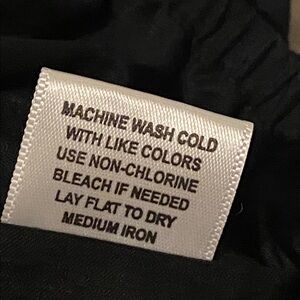 MACHINE WASH COLD
WITH LIKE COLORS
USE NON-CHLORINE
BLEACH IF NEEDED
LAY FLAT TO DRY
MEDIUM IRON